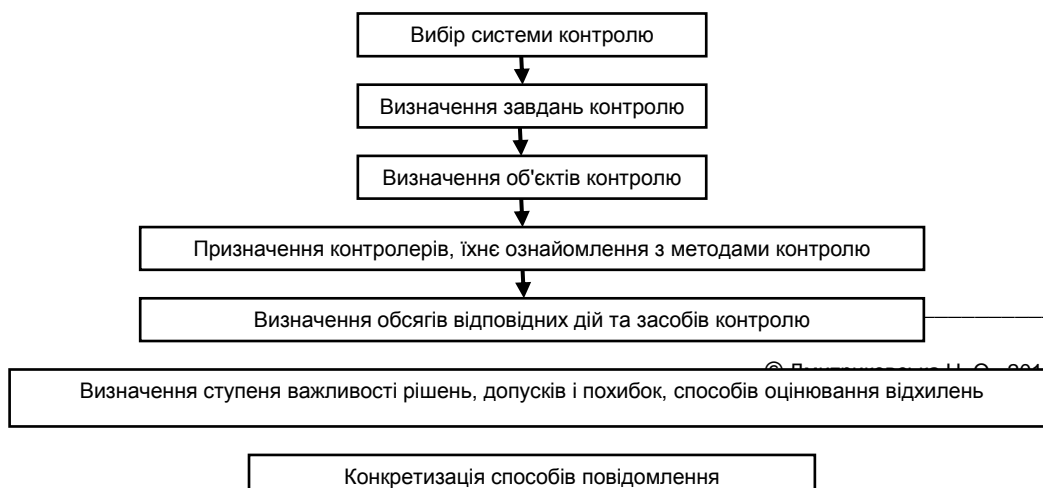 Вибір системи контролю
Визначення завдань контролю
Визначення об'єктів контролю
Призначення контролерів, їхнє ознайомлення з методами контролю
Визначення обсягів відповідних дій та засобів контролю
©
Визначення ступеня важливості рішень, допусків і похибок, способів оцінювання відхилень
Конкретизація способів повідомлення